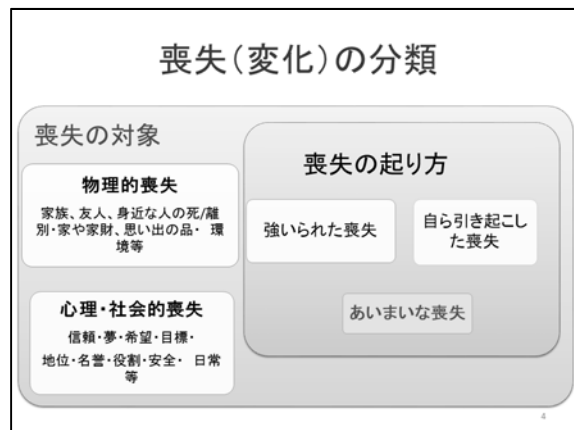 喪失(変化)の分類
喪失の対象
物理的喪失
家族、友人、身近な人の死/離
別・家や家財、思い出の品・ 環
境等
心理・社会的喪失
信頼・夢・希望・目標・
地位・名誉・役割・安全・ 日常
等
喪失の起り方
強いられた喪失
自ら引き起こし
た喪失
あいまいな喪失
4